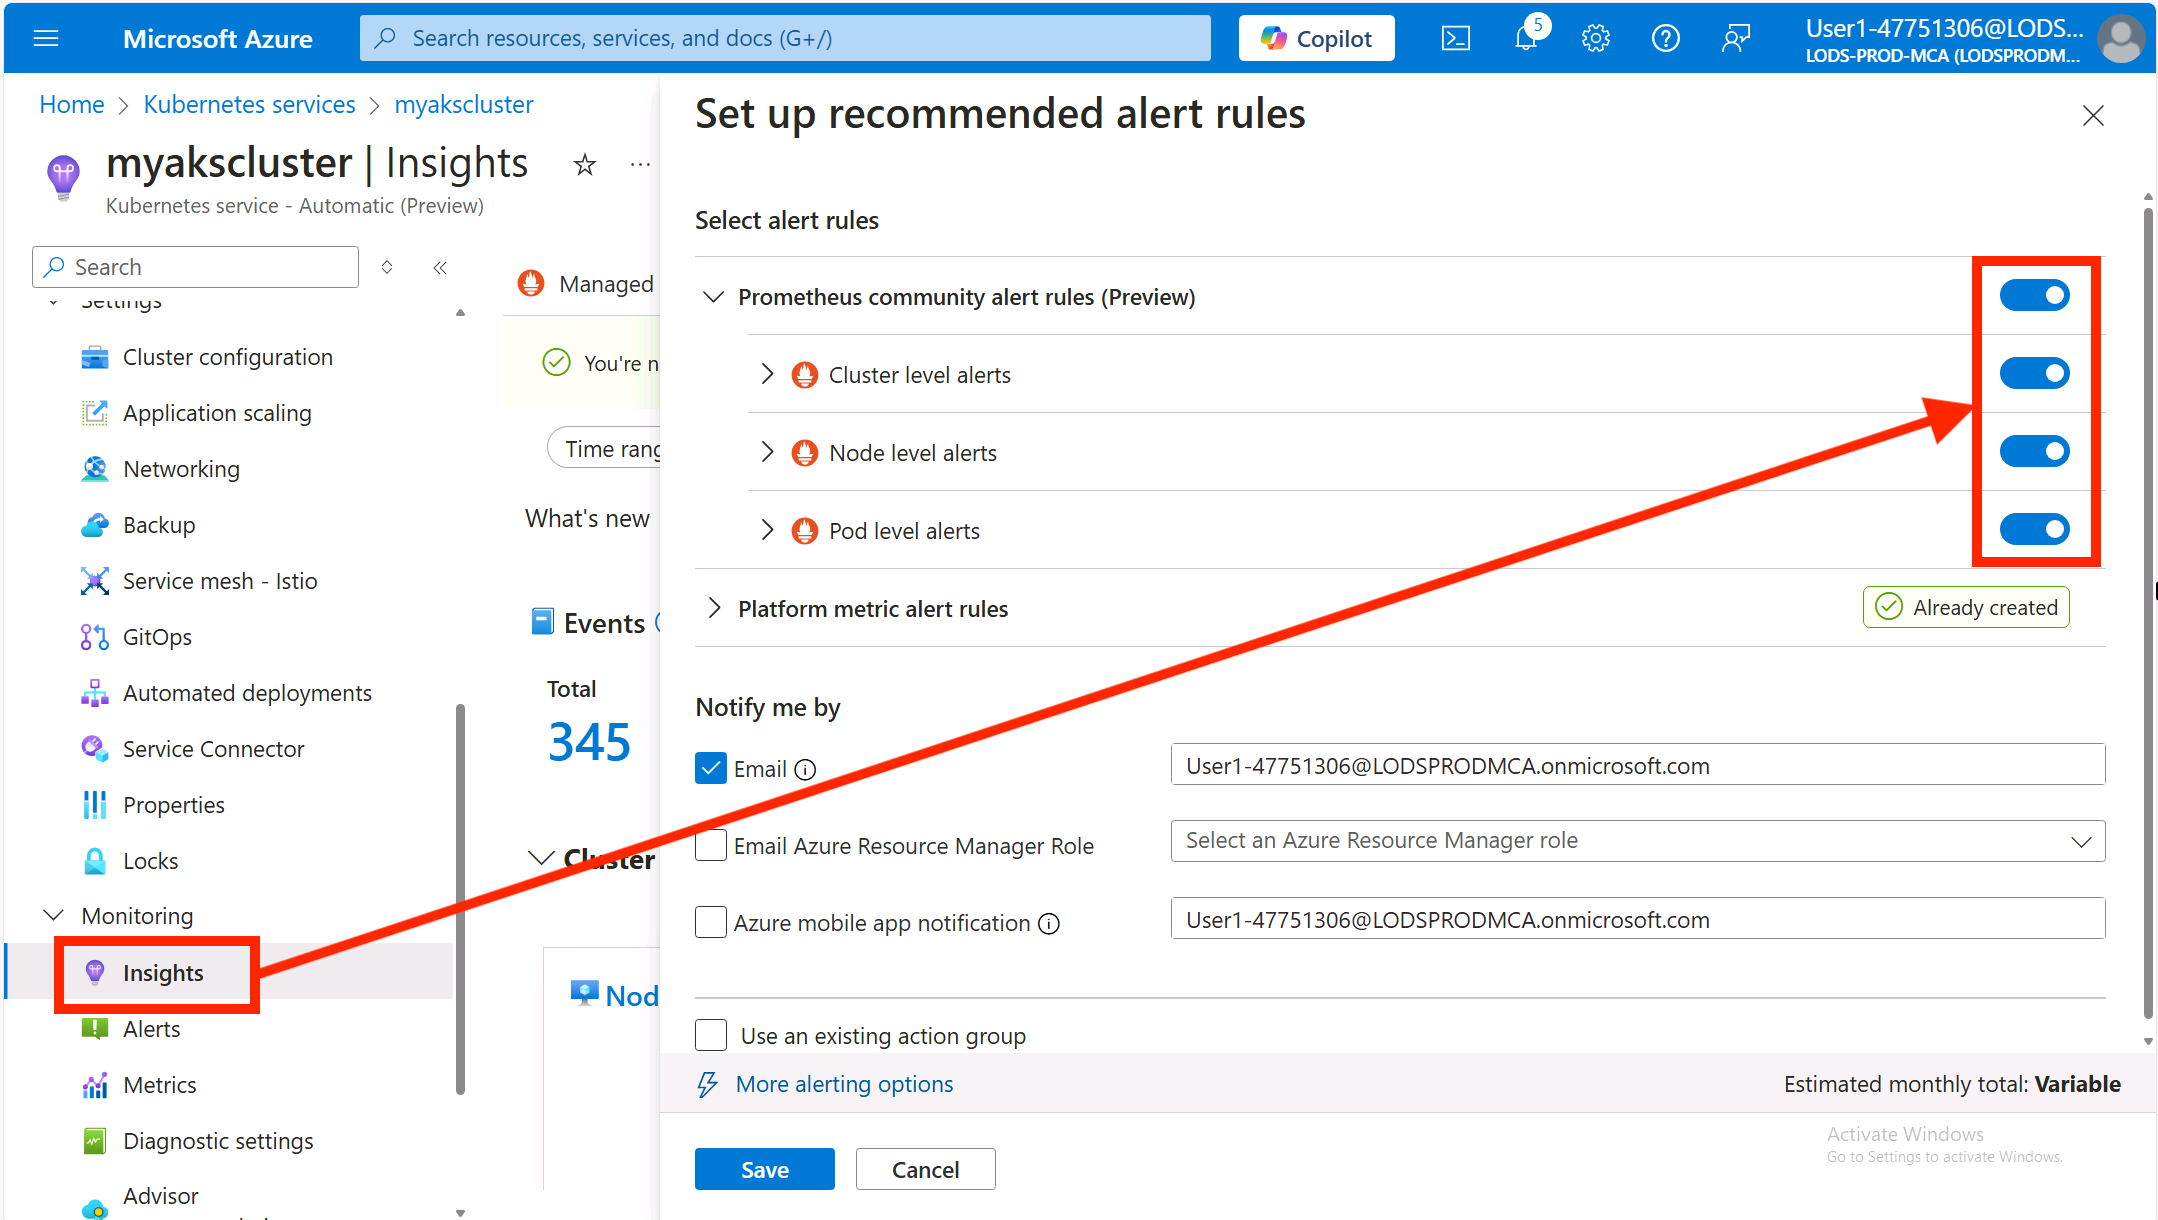 Microsoft Azure
Search resources, services, and docs (G+/)
Copilot
5
User1-47751306@LODS...
LODS-PROD-MCA (LODSPRODM...
Home > Kubernetes services > myakscluster
myakscluster | Insights
Kubernetes service - Automatic (Preview)
Search
Settings
Cluster configuration
Application scaling
Networking
Backup
Service mesh - Istio
GitOps
Automated deployments
Service Connector
Properties
Locks
Monitoring
Insights
Alerts
Metrics
Diagnostic settings
Advisor
Managed
You're n
Time rang
What's new
Events
Total
345
Cluster
Nod
Set up recommended alert rules
Select alert rules
Prometheus community alert rules (Preview)
Cluster level alerts
Node level alerts
Pod level alerts
Platform metric alert rules
Already created
Notify me by
Email
User1-47751306@LODSPRODMCA.onmicrosoft.com
Email Azure Resource Manager Role
Select an Azure Resource Manager role
Azure mobile app notification
User1-47751306@LODSPRODMCA.onmicrosoft.com
Use an existing action group
More alerting options
Estimated monthly total: Variable
Activate Windows
Go to Settings to activate Windows.
Save
Cancel